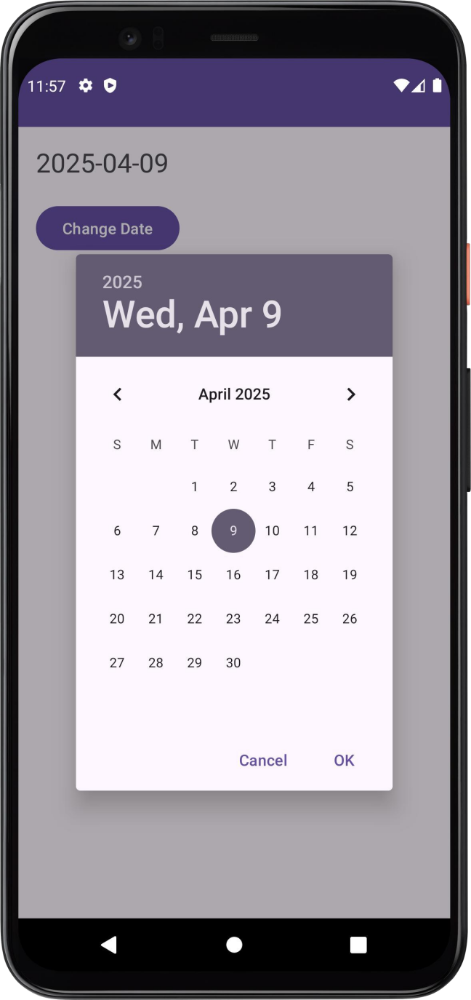 11:57
2025-04-09
Change Date
2025
Wed, Apr 9
April 2025
S M T W T F S
1 2 3 4 5
6 7 8 9 10 11 12
13 14 15 16 17 18 19
20 21 22 23 24 25 26
27 28 29 30
Cancel OK